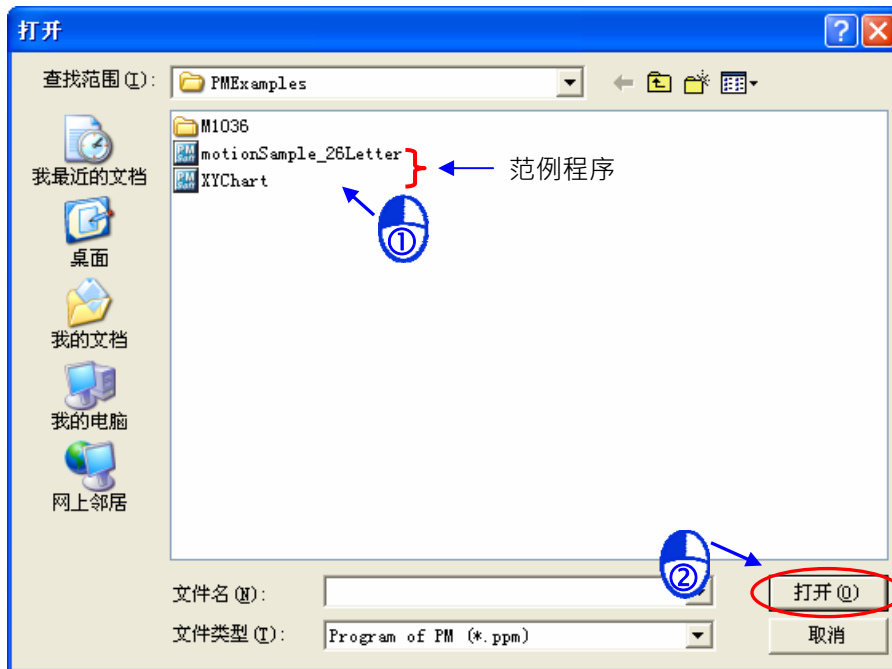 打开
查找范围(I):
PMExamples
M1036
motionSample_26Letter
XYChart
范例程序
①
我最近的文档
桌面
我的文档
我的电脑
网上邻居
②
文件名(N):
打开(O)
文件类型(T):
Program of PM (*.ppm)
取消